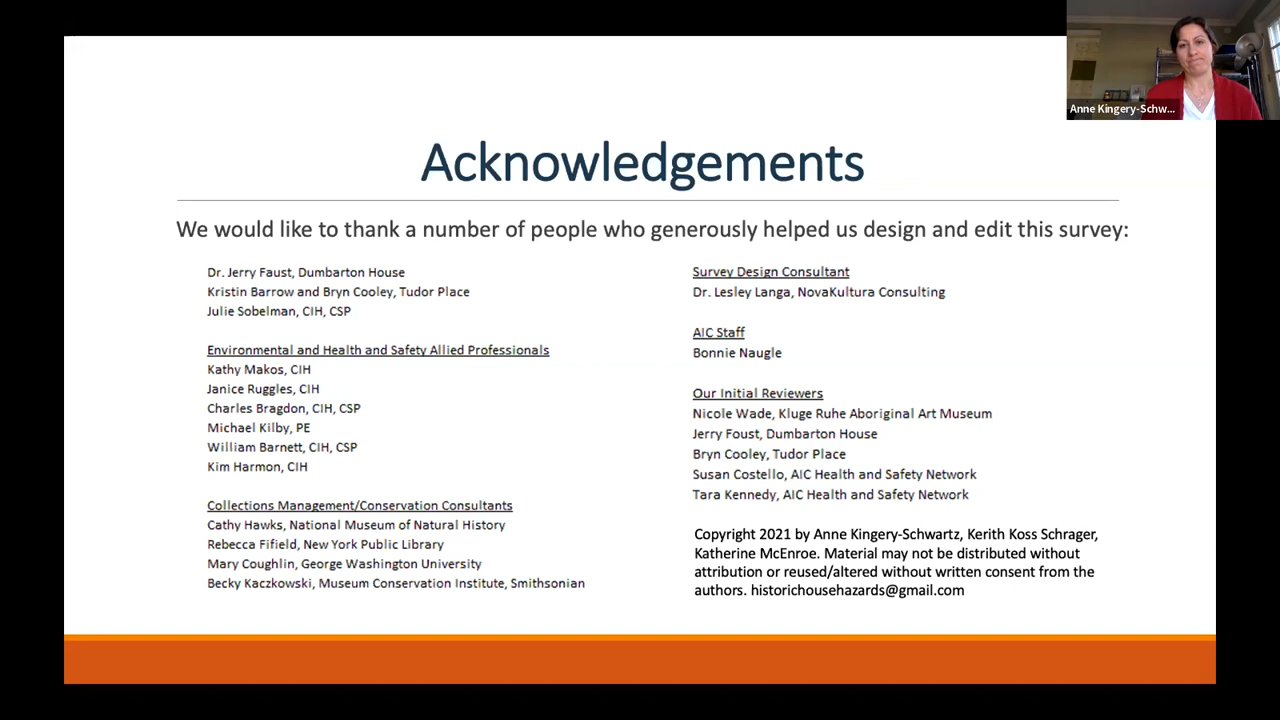 Anne Kingery-Schw...
Acknowledgements
We would like to thank a number of people who generously helped us design and edit this survey:
Dr. Jerry Faust, Dumbarton House
Kristin Barrow and Bryn Cooley, Tudor Place
Julie Sobelman, CIH, CSP
Environmental and Health and Safety Allied Professionals
Kathy Makos, CIH
Janice Ruggles, CIH
Charles Bragdon, CIH, CSP
Michael Kilby, PE
William Barnett, CIH, CSP
Kim Harmon, CIH
Collections Management/Conservation Consultants
Cathy Hawks, National Museum of Natural History
Rebecca Fifield, New York Public Library
Mary Coughlin, George Washington University
Becky Kaczkowski, Museum Conservation Institute, Smithsonian
Survey Design Consultant
Dr. Lesley Langa, NovaKultura Consulting
AIC Staff
Bonnie Naugle
Our Initial Reviewers
Nicole Wade, Kluge Ruhe Aboriginal Art Museum
Jerry Foust, Dumbarton House
Bryn Cooley, Tudor Place
Susan Costello, AIC Health and Safety Network
Tara Kennedy, AIC Health and Safety Network
Copyright 2021 by Anne Kingery-Schwartz, Kerith Koss Schrager,
Katherine McEnroe. Material may not be distributed without
attribution or reused/altered without written consent from the
authors. historichousehazards@gmail.com